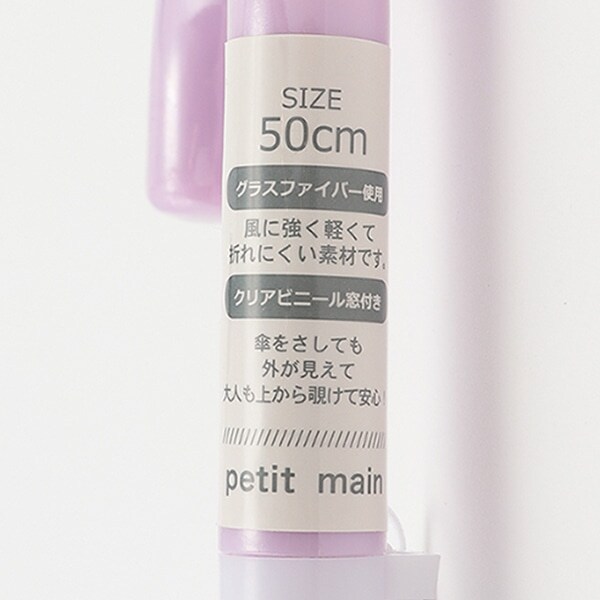 SIZE
50cm
グラスファイバー使用
風に強く軽くて
折れにくい素材です。
クリアビニール窓付き
傘をさしても
外が見えて
大人も上から覗けて安心！
petit main